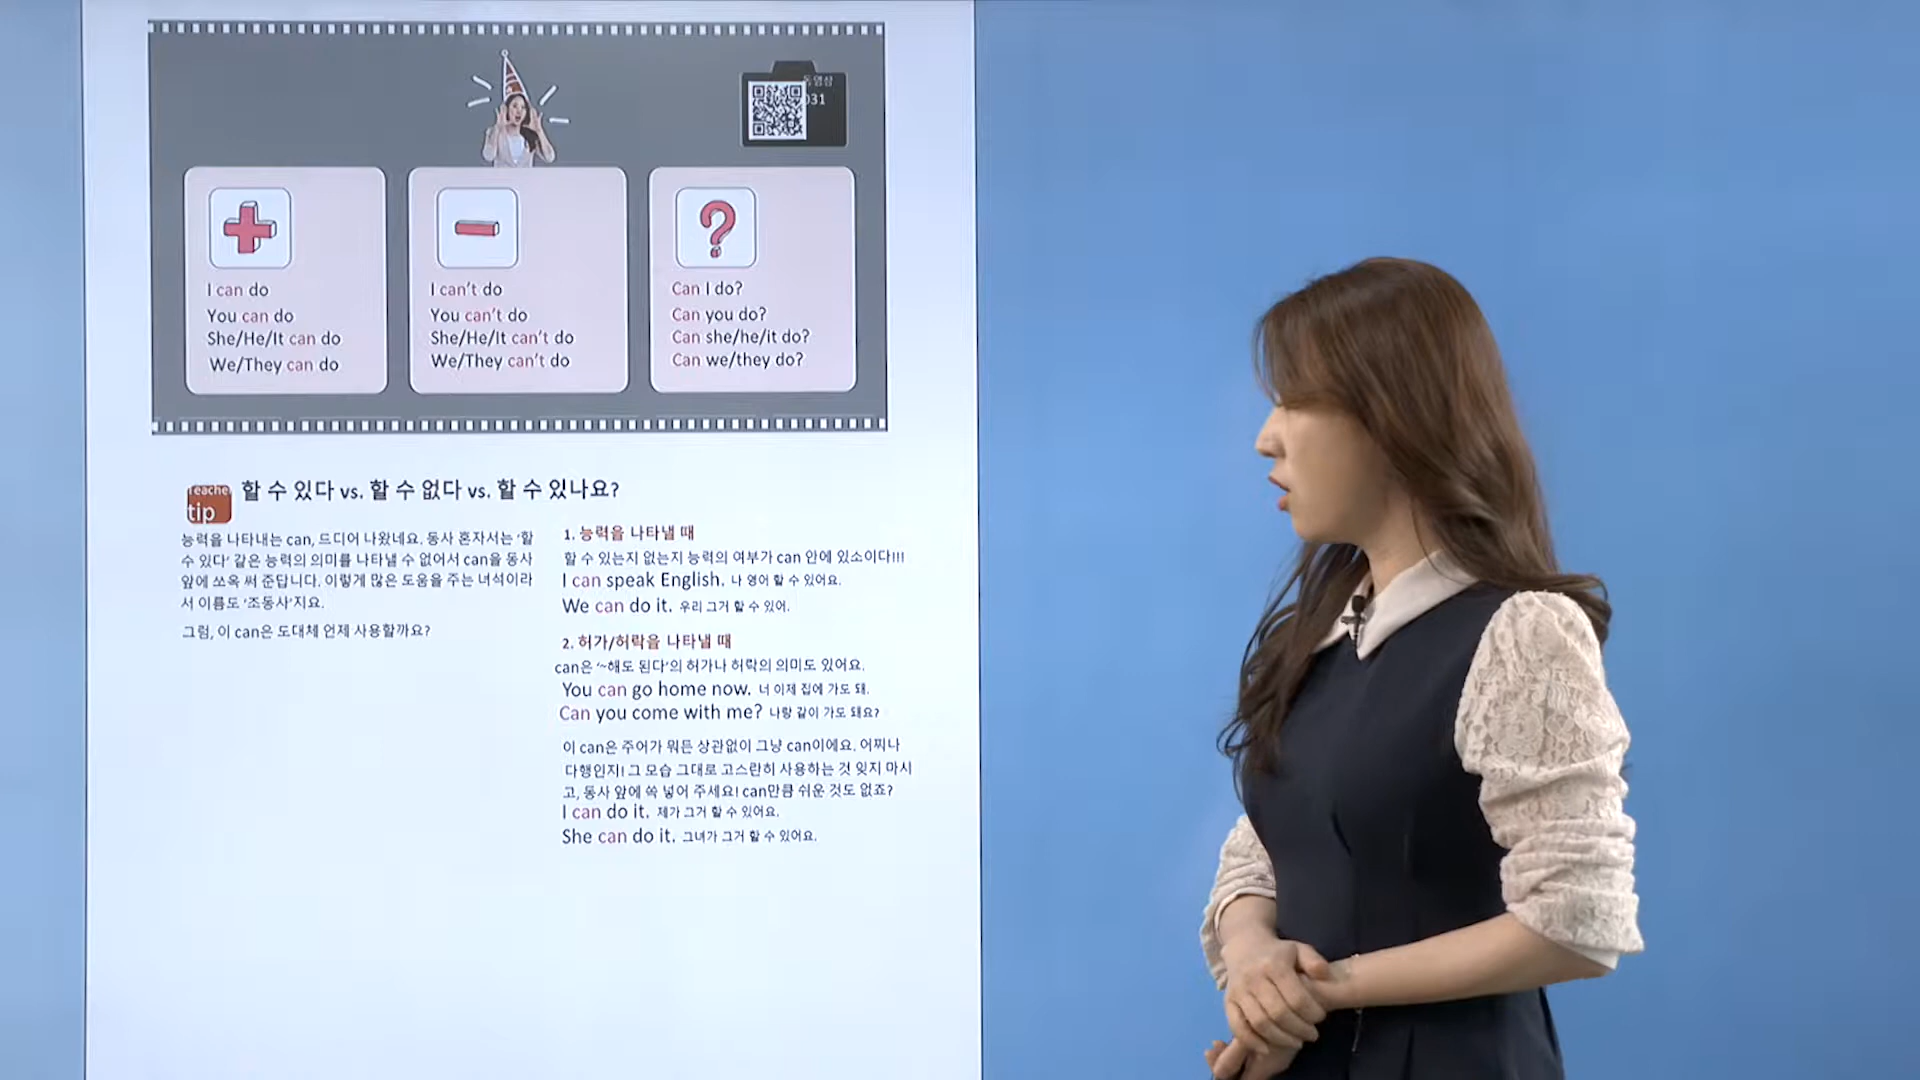 동영상
031
I can do
You can do
She/He/It can do
We/They can do
I can't do
You can't do
She/He/It can't do
We/They can't do
Can I do?
Can you do?
Can she/he/it do?
Can we/they do?
Teacher
tip
할 수 있다 vs. 할 수 없다 vs. 할 수 있나요?
능력을 나타내는 can, 드디어 나왔네요. 동사 혼자서는 '할
수 있다' 같은 능력의 의미를 나타낼 수 없어서 can을 동사
앞에 쏘옥 써 준답니다. 이렇게 많은 도움을 주는 녀석이라
서 이름도 '조동사'지요.
그럼, 이 can은 도대체 언제 사용할까요?
1. 능력을 나타낼 때
할 수 있는지 없는지 능력의 여부가 can 안에 있소이다!!!
I can speak English. 나 영어 할 수 있어요.
We can do it. 우리 그거 할 수 있어.
2. 허가/허락을 나타낼 때
can은 '~해도 된다'의 허가나 허락의 의미도 있어요.
You can go home now. 너 이제 집에 가도 돼.
Can you come with me? 나랑 같이 가도 돼요?
이 can은 주어가 뭐든 상관없이 그냥 can이에요. 어찌나
다행인지! 그 모습 그대로 고스란히 사용하는 것 잊지 마시
고, 동사 앞에 쏙 넣어 주세요! can만큼 쉬운 것도 없죠?
I can do it. 제가 그거 할 수 있어요.
She can do it. 그녀가 그거 할 수 있어요.